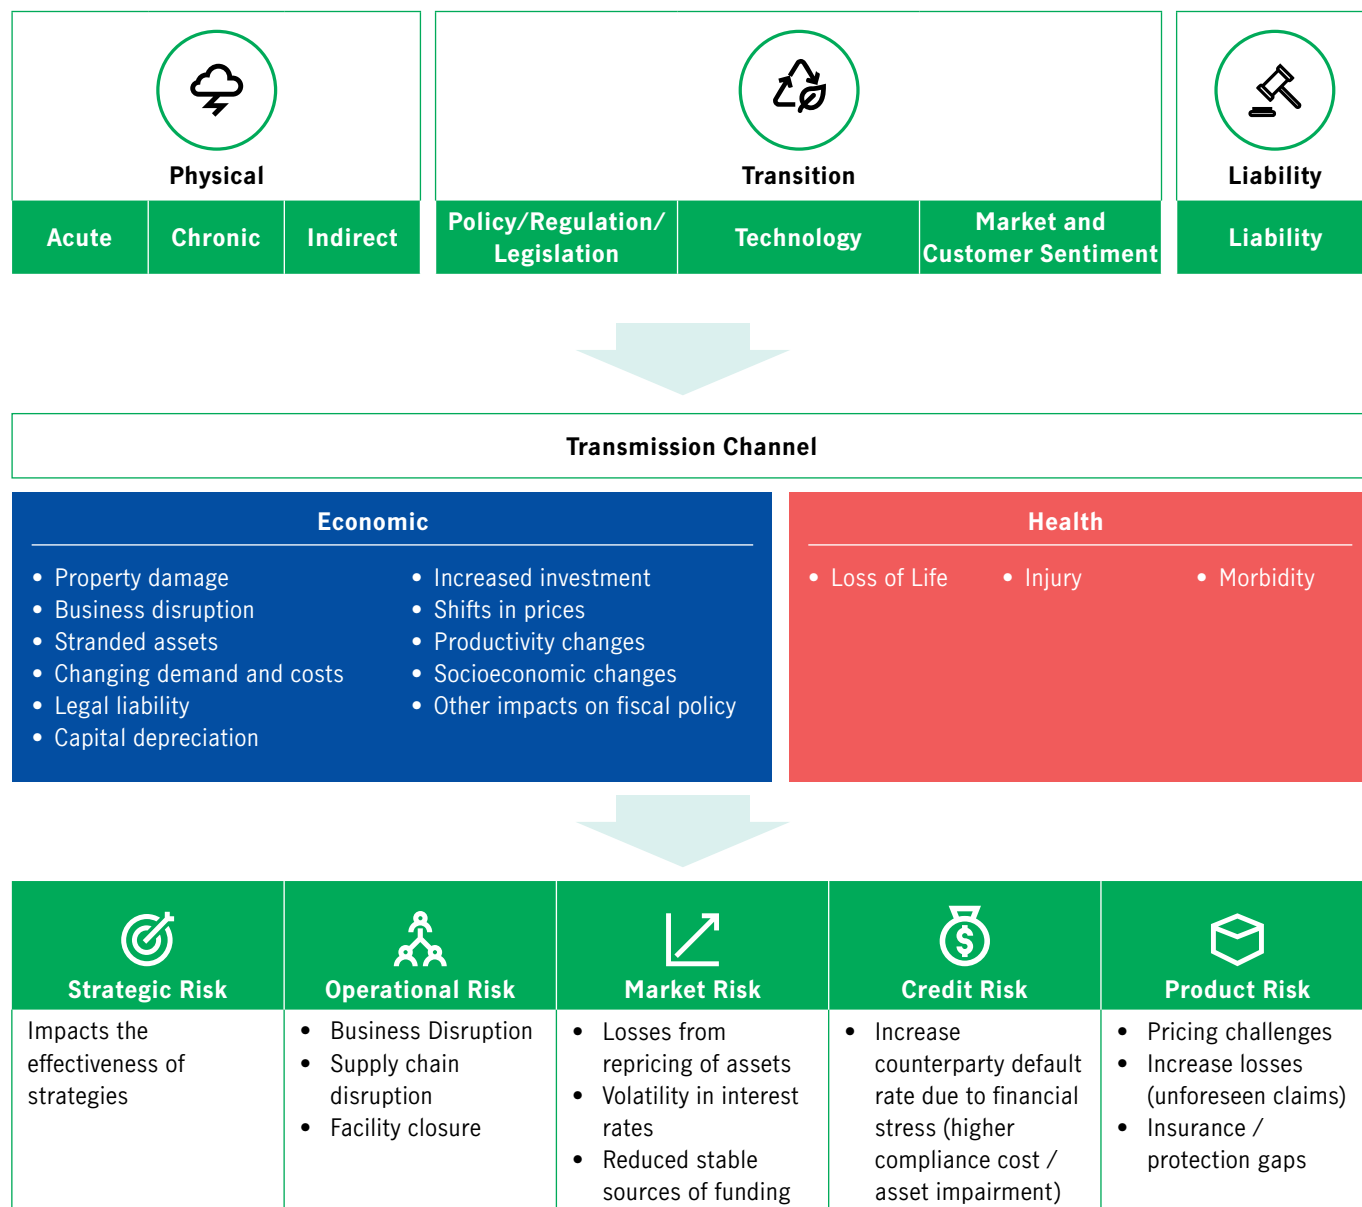 Physical
Transition
Liability
Acute
Chronic
Indirect
Policy/Regulation/
Legislation
Technology
Market and
Customer Sentiment
Liability
Transmission Channel
Economic
• Property damage
• Business disruption
• Stranded assets
• Changing demand and costs
• Legal liability
• Capital depreciation
• Increased investment
• Shifts in prices
• Productivity changes
• Socioeconomic changes
• Other impacts on fiscal policy
Health
• Loss of Life
• Injury
• Morbidity
Strategic Risk
Impacts the
effectiveness of
strategies
Operational Risk
• Business Disruption
• Supply chain
disruption
• Facility closure
Market Risk
• Losses from
repricing of assets
• Volatility in interest
rates
• Reduced stable
sources of funding
$
Credit Risk
• Increase
counterparty default
rate due to financial
stress (higher
compliance cost /
asset impairment)
Product Risk
• Pricing challenges
• Increase losses
(unforeseen claims)
• Insurance /
protection gaps